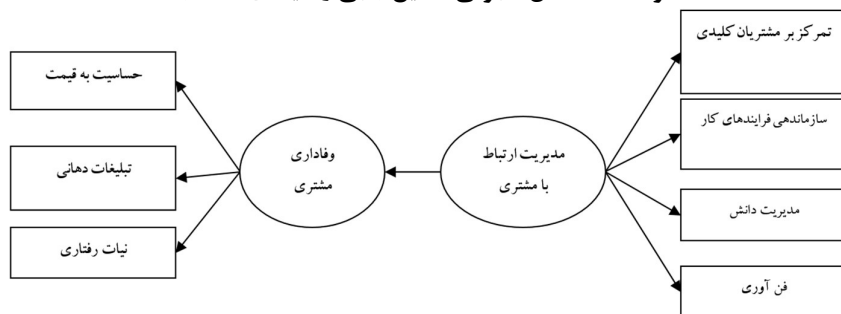 تمرکز بر مشتریان کلیدی
سازماندهی فرایندهای کار
مدیریت دانش
فن آوری
مدیریت ارتباط
با مشتری
وفاداری
مشتری
حساسیت به قیمت
تبلیغات دهانی
نیات رفتاری